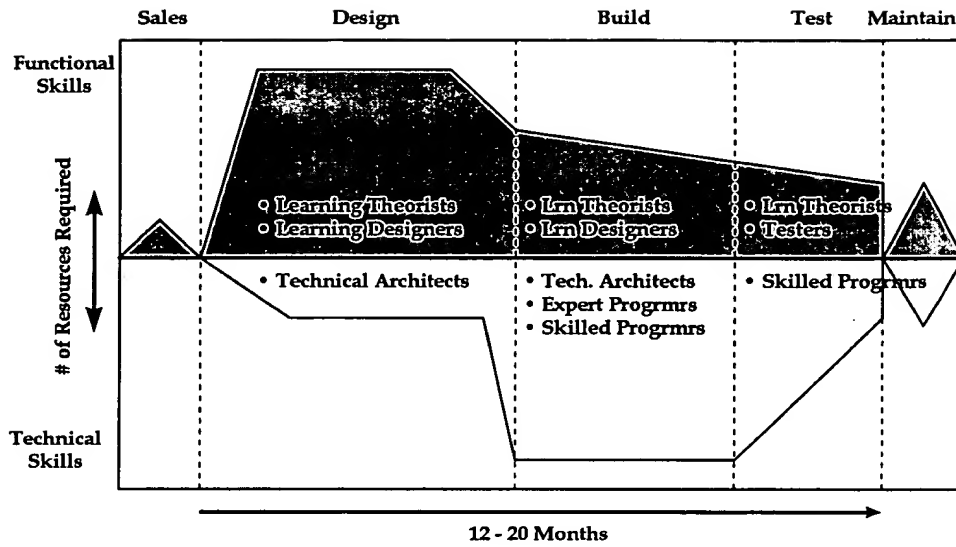 Sales Design Build Test Maintain
Functional
Skills
# of Resources Required
• Learning Theorists
• Learning Designers
• Lrn Theorists
• Lrn Designers
• Lrn Theorists
• Testers
• Technical Architects
• Tech. Architects
• Expert Progrmrs
• Skilled Progrmrs
• Skilled Progrmrs
Technical
Skills
12 - 20 Months